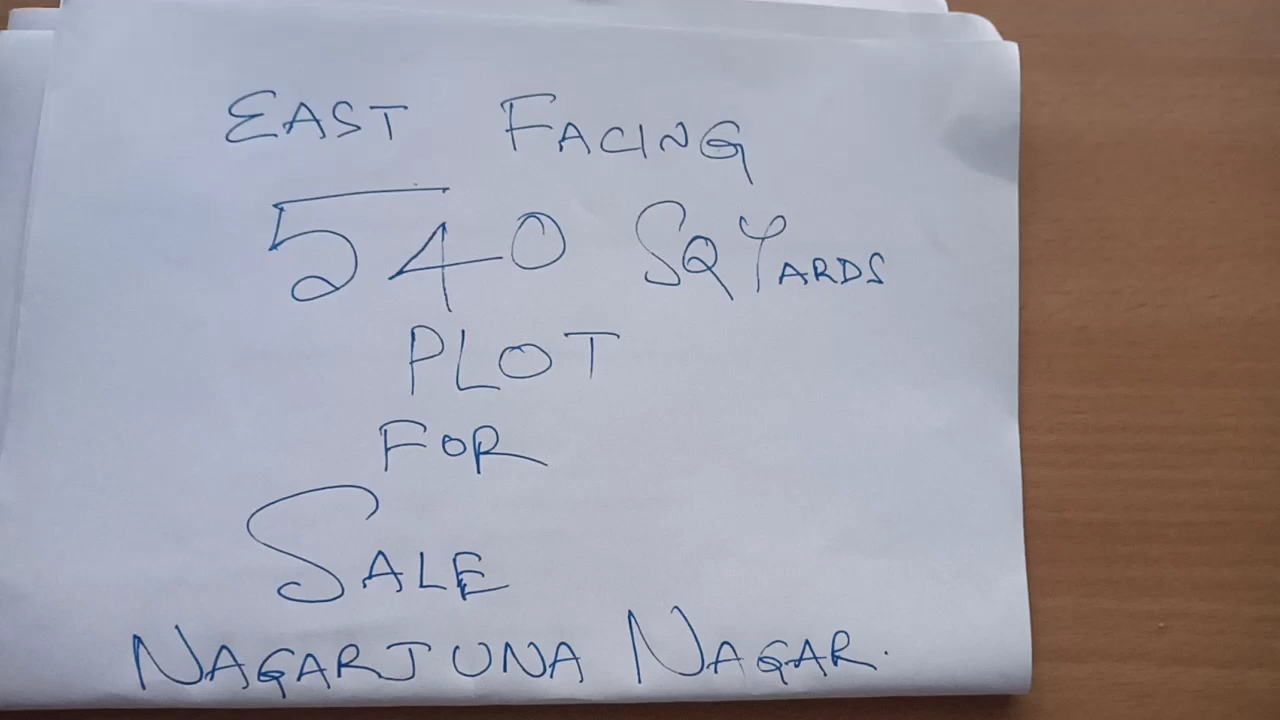 EAST FACING
540 SQ YARDS
PLOT
FOR
SALE
NAGARJUNA NAGAR.